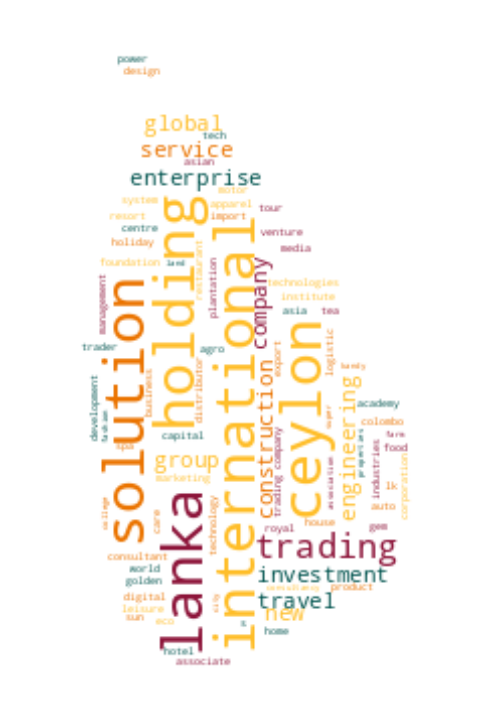 power
design
global
tech
service
asian
enterprise
motor
system
apparel
holding
resort
import
tour
centre
international
venture
holiday
media
restaurant
foundation
land
plantation
company
management
solution
technologies
institute
asia
tea
ceylon
logistic
trader
agro
export
distributor
business
construction
kandy
development
fashion
engineering
academy
super
colombo
capital
trading company
properties
farm
spa
food
group
industries
association
marketing
lk
corporation
lanka
college
care
technology
auto
house
royal
gem
trading
consultant
world
investment
golden
product
consultancy
digital
travel
city
leisure
new
sun
eco
s
home
hotel
associate